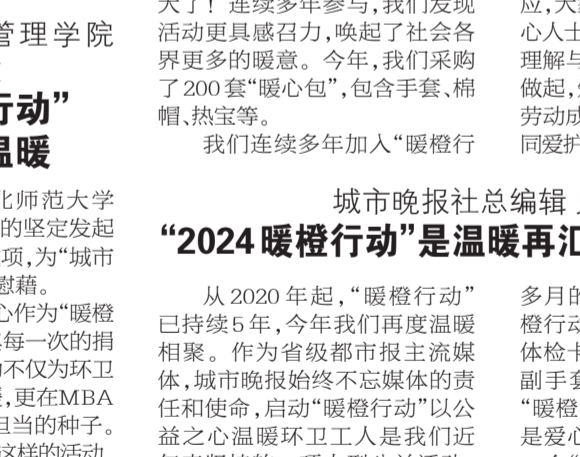 管理学院
行动”
温暖
化师范大学
的坚定发起
项，为“城市
慰藉。
心作为“暖橙
每一次的捐
不仅为环卫
，更在MBA
担当的种子。
这样的活动
大了！连续多年参与，我们发现
活动更具感召力，唤起了社会各
界更多的暖意。今年，我们采购
了200套“暖心包”，包含手套、棉
帽、热宝等。
我们连续多年加入“暖橙行
城市晚报社总编辑
“2024暖橙行动”是温暖再汇
从2020年起，“暖橙行动”
已持续5年，今年我们再度温暖
相聚。作为省级都市报主流媒
体，城市晚报始终不忘媒体的责
任和使命，启动“暖橙行动”以公
益之心温暖环卫工人是我们近
应，大
心人士
理解与
做起，
劳动成
同爱护
多月的
橙行动
体检卡
副手套
“暖橙
是爱心